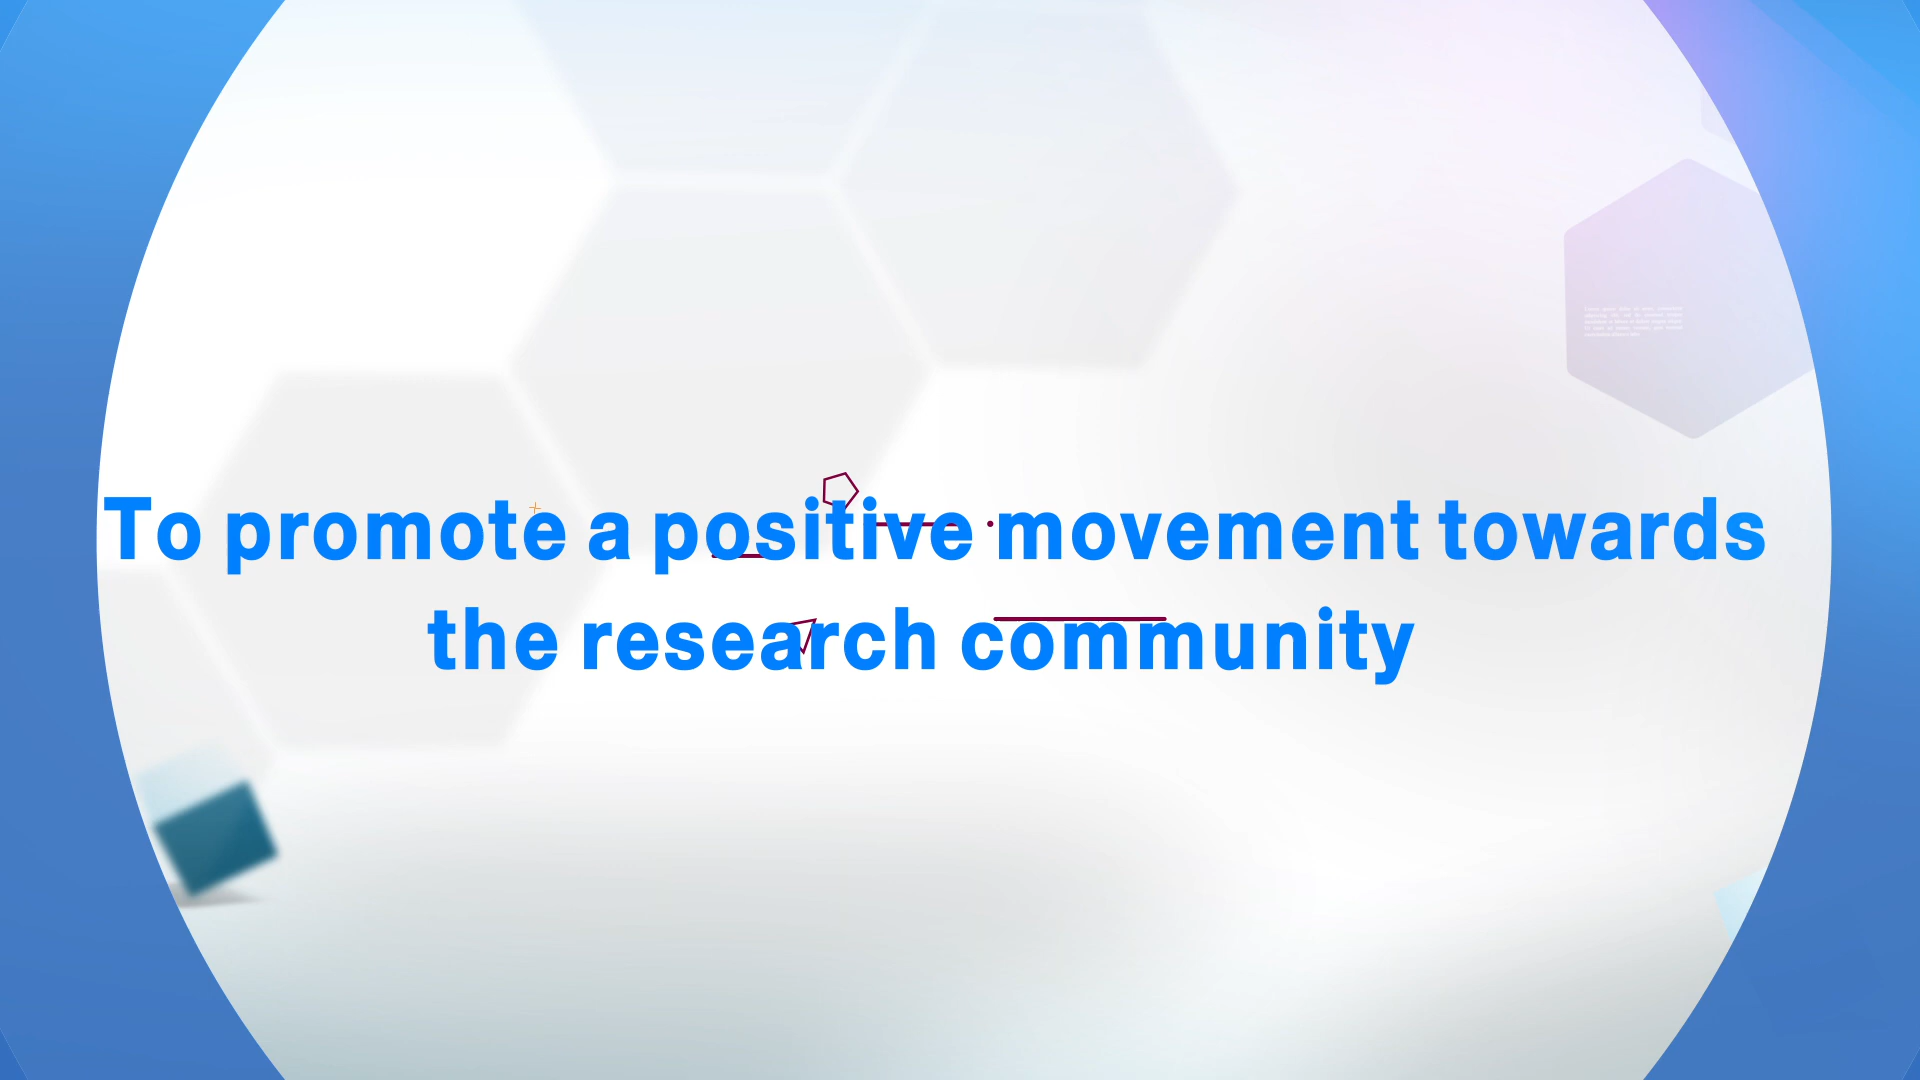 To promote a positive movement towards
the research community